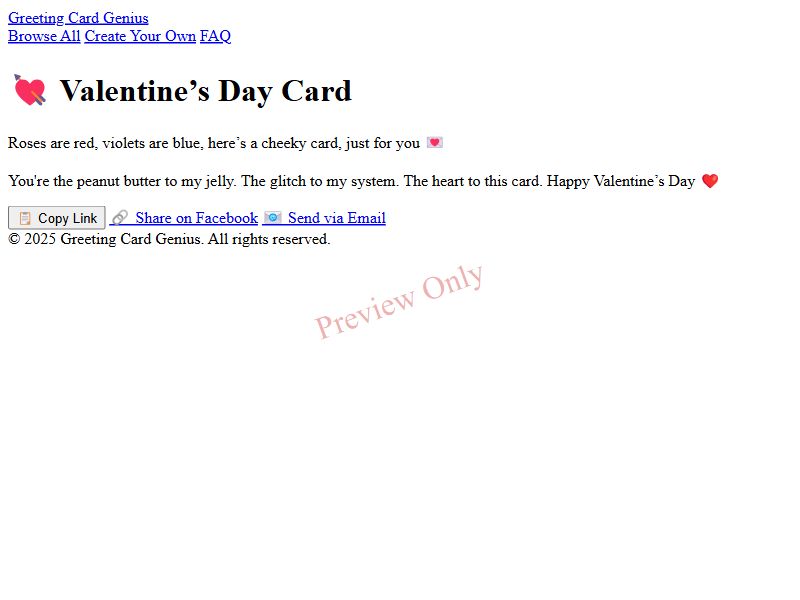 Greeting Card Genius
Browse All Create Your Own FAQ
💘 Valentine’s Day Card
Roses are red, violets are blue, here’s a cheeky card, just for you 💌
You're the peanut butter to my jelly. The glitch to my system. The heart to this card. Happy Valentine’s Day ❤️
📋 Copy Link 🔗 Share on Facebook 📧 Send via Email
© 2025 Greeting Card Genius. All rights reserved.
Preview Only